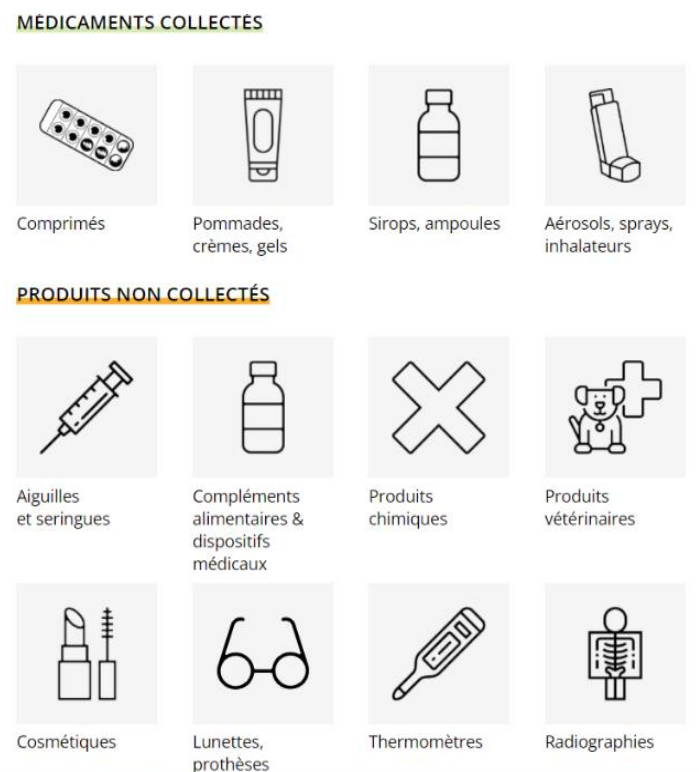 MÉDICAMENTS COLLECTÉS
Comprimés
Pommades,
crèmes, gels
Sirops, ampoules
Aérosols, sprays,
inhalateurs
PRODUITS NON COLLECTÉS
Aiguilles
et seringues
Compléments
alimentaires &
dispositifs
médicaux
Produits
chimiques
Produits
vétérinaires
Cosmétiques
Lunettes,
prothèses
Thermomètres
Radiographies